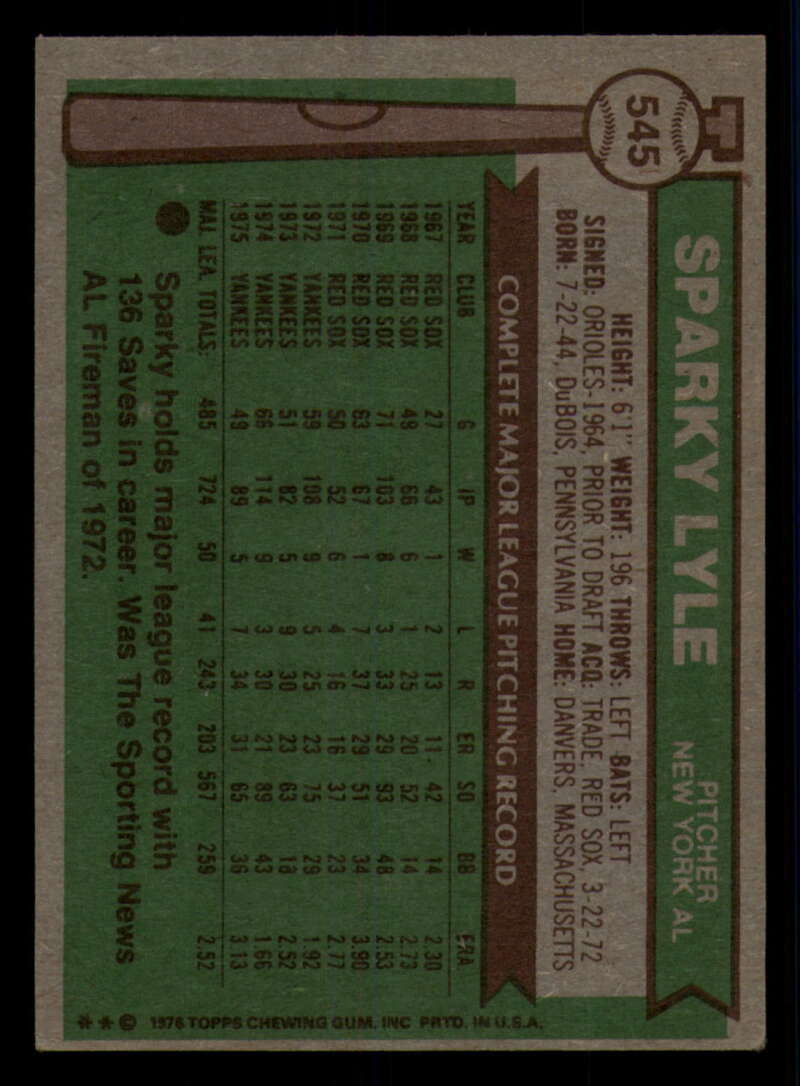 545
SPARKY LYLE
PITCHER
NEW YORK AL
HEIGHT: 6'1" WEIGHT: 196 THROWS: LEFT BATS: LEFT
SIGNED: ORIOLES-1964, PRIOR TO DRAFT ACQ: TRADE, RED SOX, 3-22-72
BORN: 7-22-44, DuBOIS, PENNSYLVANIA HOME: DANVERS, MASSACHUSETTS
COMPLETE MAJOR LEAGUE PITCHING RECORD
YEAR CLUB G IP W L R ER SO BB ERA
1967 RED SOX 27 43 1 2 13 11 42 14 2.30
1968 RED SOX 49 66 6 1 25 20 52 14 2.73
1969 RED SOX 71 103 8 3 33 29 93 48 2.53
1970 RED SOX 63 67 1 7 37 29 51 34 3.90
1971 RED SOX 50 52 6 4 16 16 37 23 2.77
1972 YANKEES 59 108 9 5 25 23 75 29 1.92
1973 YANKEES 51 82 5 9 30 23 63 18 2.52
1974 YANKEES 66 114 9 3 30 21 89 43 1.66
1975 YANKEES 49 89 5 7 34 31 65 36 3.13
MAJ. LEA. TOTALS: 485 724 50 41 243 203 567 259 2.52
Sparky holds major league record with
136 Saves in career. Was The Sporting News
AL Fireman of 1972.
**© 1976 TOPPS CHEWING GUM, INC PRTD. IN U.S.A.